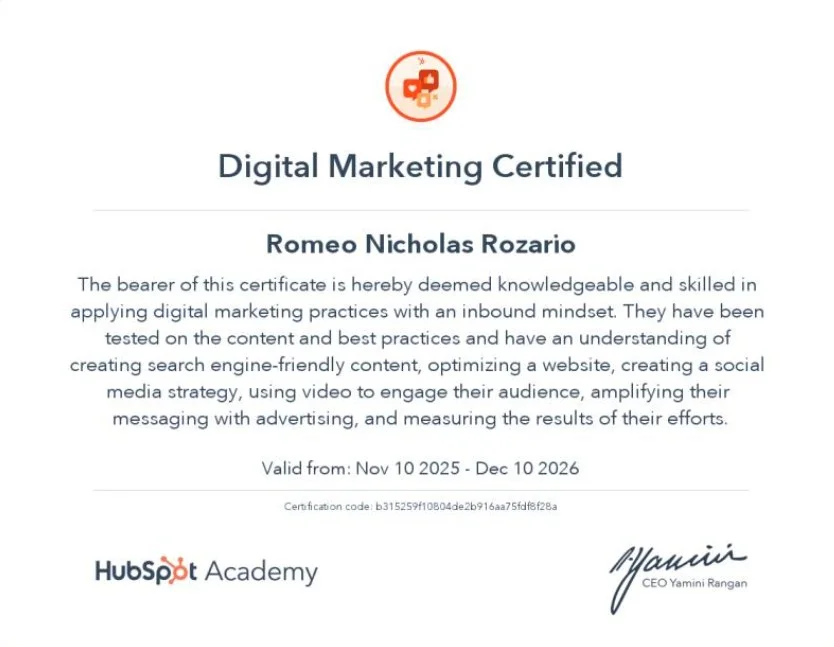 Digital Marketing Certified
Romeo Nicholas Rozario
The bearer of this certificate is hereby deemed knowledgeable and skilled in
applying digital marketing practices with an inbound mindset. They have been
tested on the content and best practices and have an understanding of
creating search engine-friendly content, optimizing a website, creating a social
media strategy, using video to engage their audience, amplifying their
messaging with advertising, and measuring the results of their efforts.
Valid from: Nov 10 2025 - Dec 10 2026
Certification code: b315259f10804de2b916aa75fdf8f28a
HubSpot Academy
Yamini
CEO Yamini Rangan